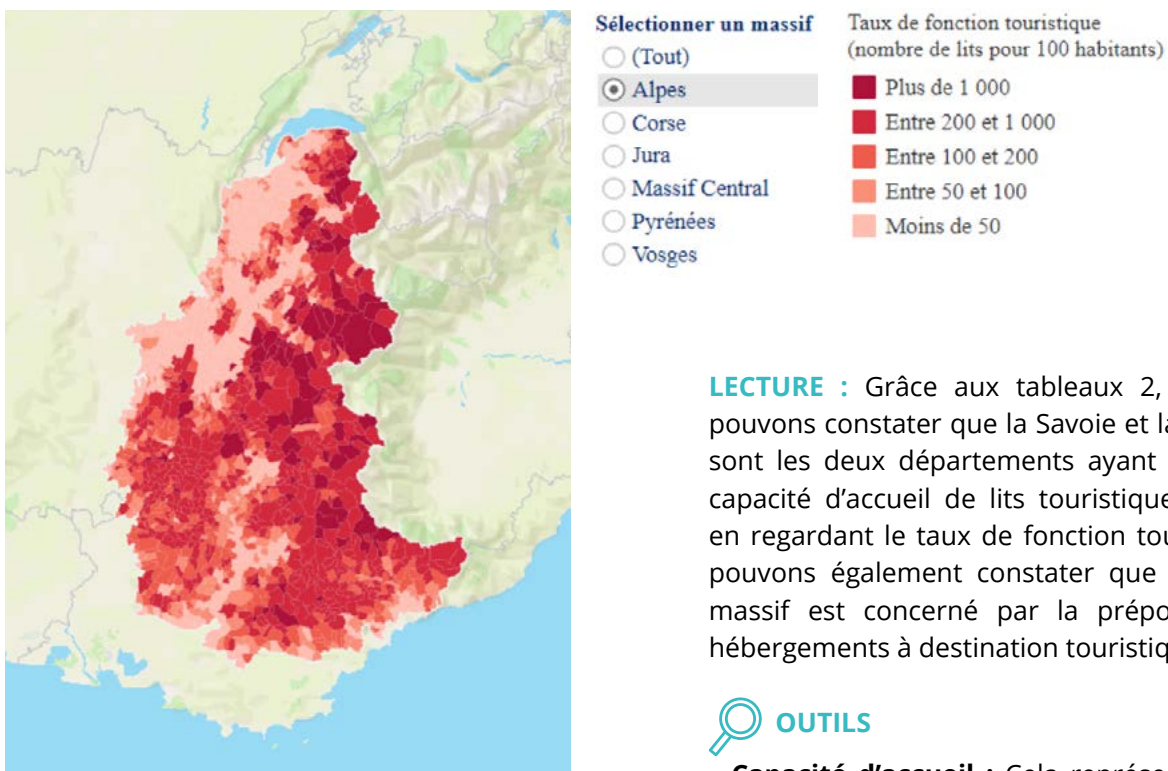 Sélectionner un massif
(Tout)
Alpes
Corse
Jura
Massif Central
Pyrénées
Vosges
Taux de fonction touristique
(nombre de lits pour 100 habitants)
Plus de 1 000
Entre 200 et 1 000
Entre 100 et 200
Entre 50 et 100
Moins de 50
LECTURE : Grâce aux tableaux 2,
pouvons constater que la Savoie et la
sont les deux départements ayant
capacité d'accueil de lits touristique
en regardant le taux de fonction tou
pouvons également constater que
massif est concerné par la prépo
hébergements à destination touristiq
OUTILS
Capacité d'accueil : Cela représe